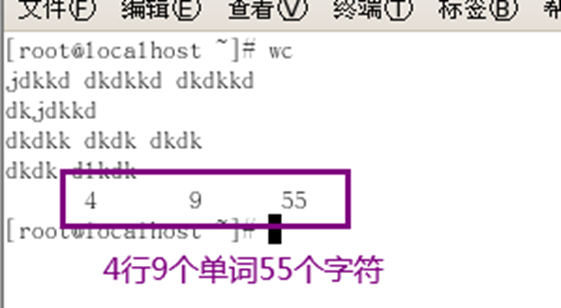 文件(F) 编辑(E) 查看(V) 终端(T) 标签(B) 帮
[root@localhost ~]# wc
jdkkd dkdkkd dkdkkd
dkjdkkd
dkdkk dkdk dkdk
dkdk dlkdk
4 9 55
[root@localhost ~]#
4行9个单词55个字符